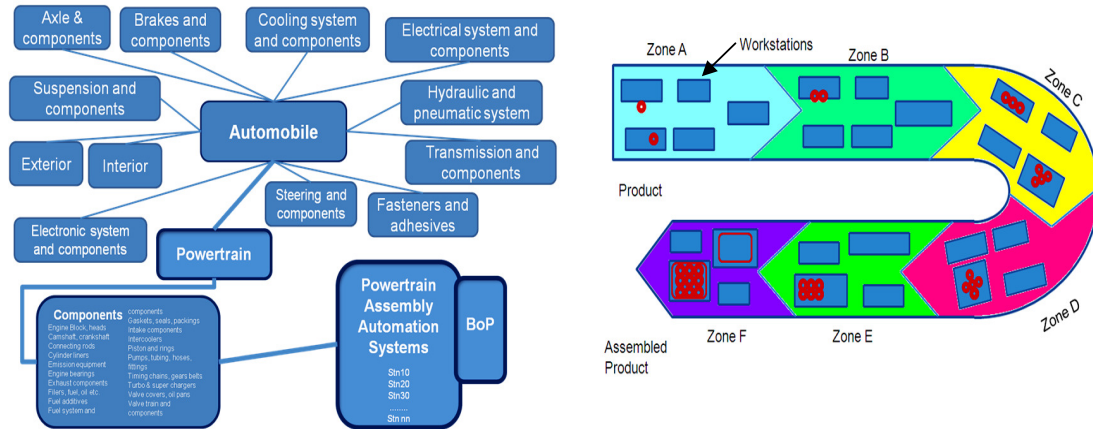 Axle &
components
Brakes and
components
Cooling system
and components
Electrical system and
components
Suspension and
components
Hydraulic and
pneumatic system
Automobile
Exterior
Interior
Transmission and
components
Steering and
components
Fasteners and
adhesives
Electronic system
and components
Powertrain
Components
Engine Block, heads
Camshaft, crankshaft
Connecting rods
Cylinder liners
Emission equipment
Engine bearings
Exhaust components
Filers, fuel, oil etc
Fuel additives
Fuel system and
components
Gaskets, seals, packings
Intake components
Intercoolers
Piston and rings
Pumps, tubing, hoses,
fittings
Timing chains, gears belts
Turbo & super chargers
Valve covers, oil pans
Valve train and
components
Powertrain
Assembly
Automation
Systems
Stn10
Stn20
Stn30
........
Stn nn
BoP
Zone A
Workstations
Zone B
Zone C
Product
Zone D
Zone F
Zone E
Assembled
Product